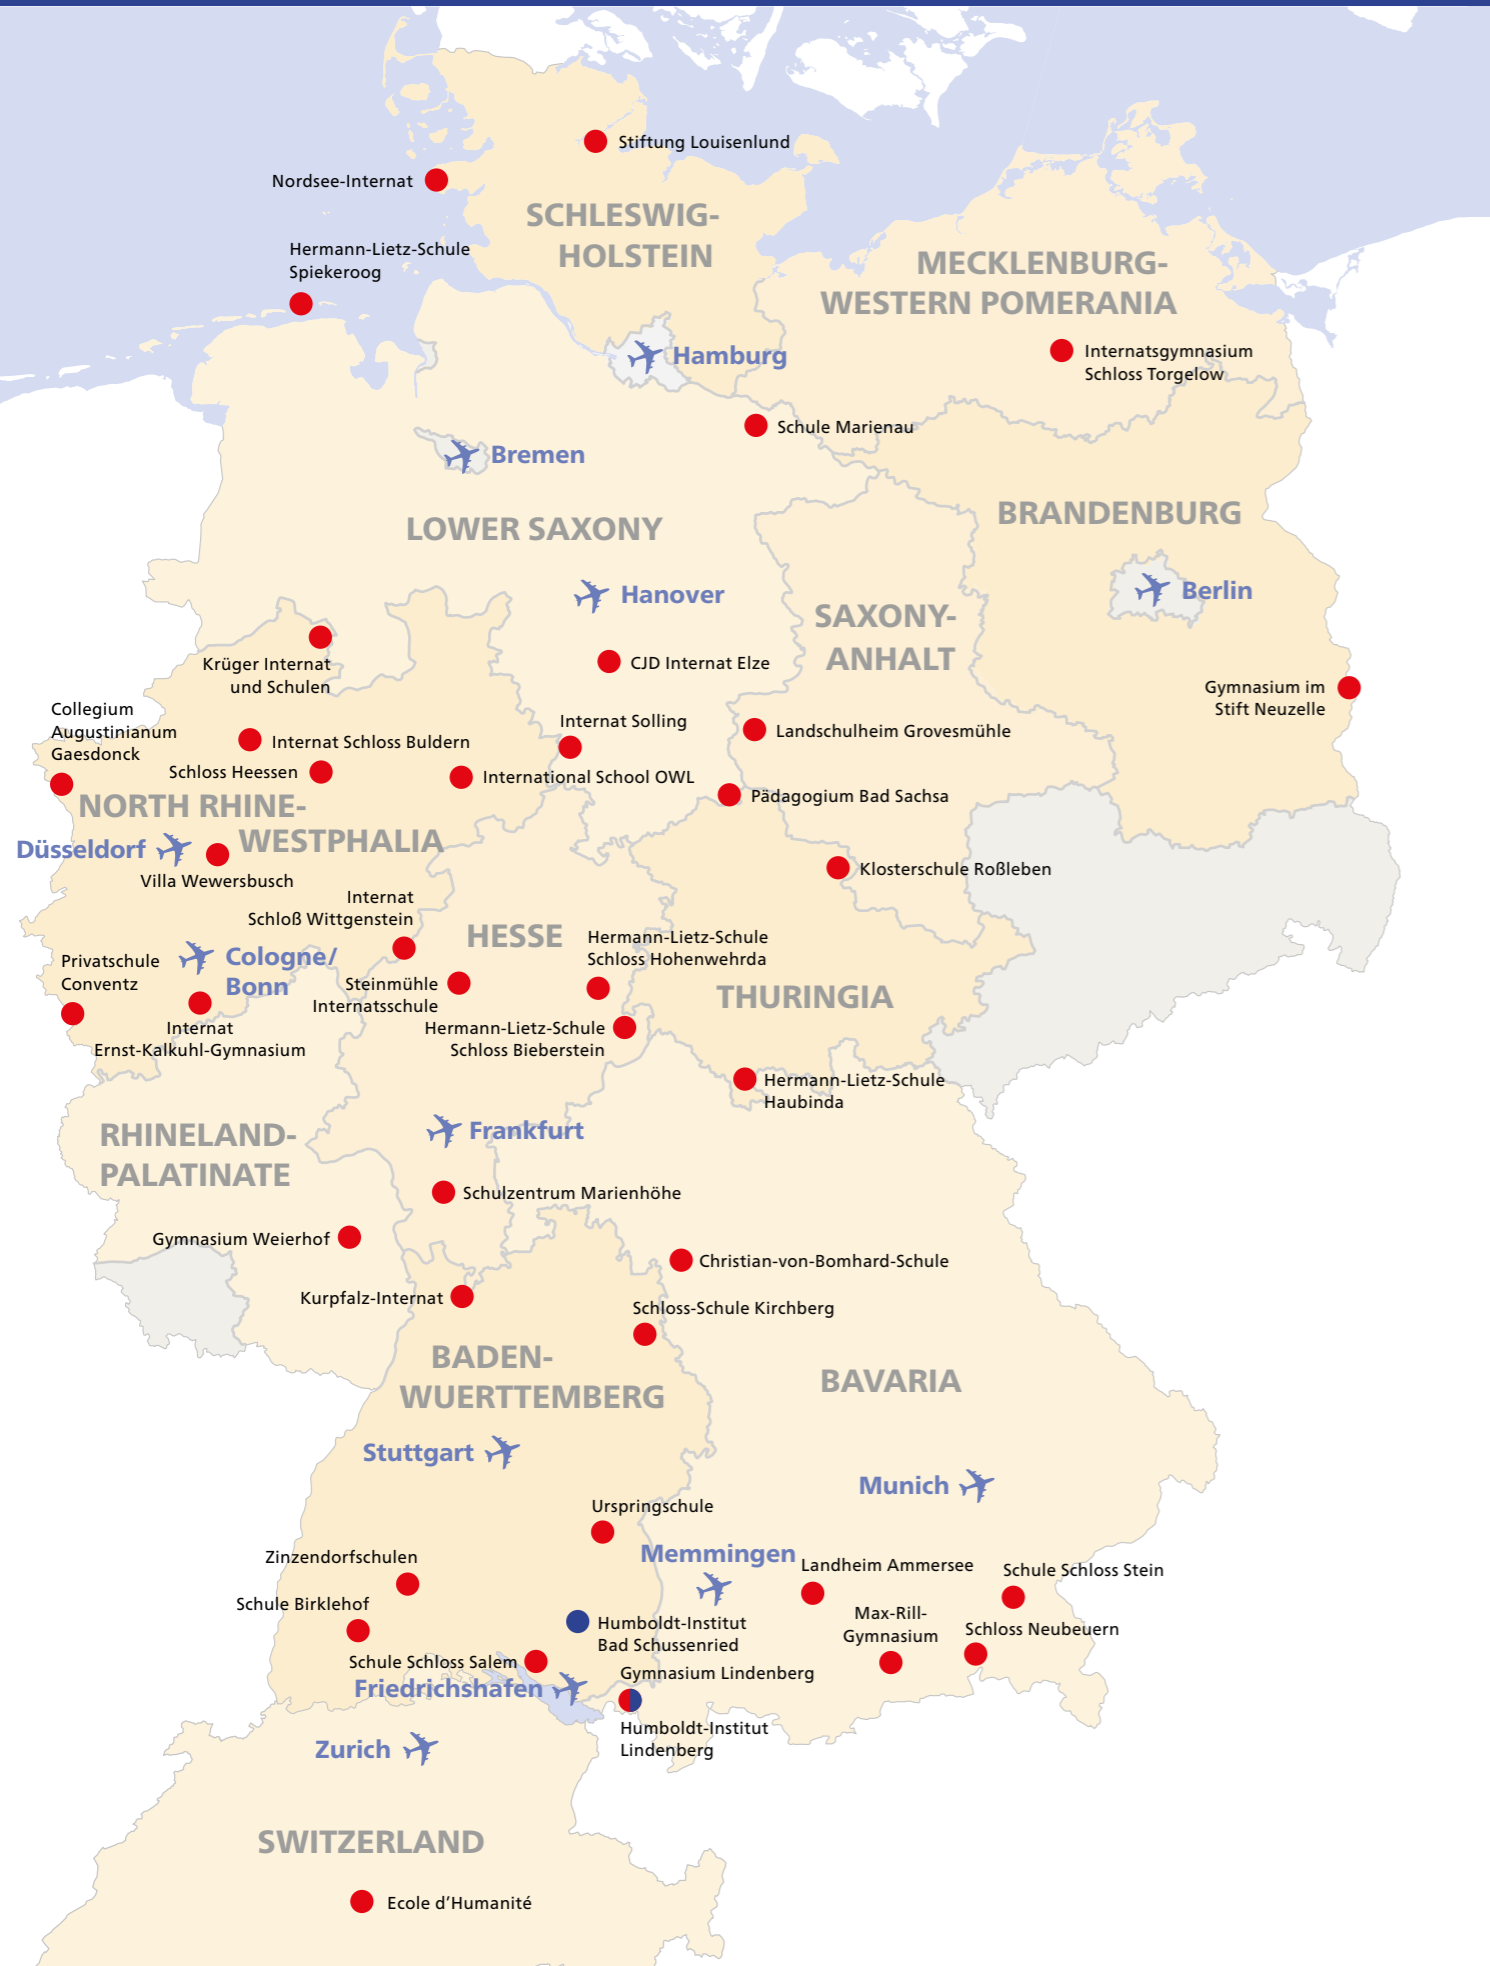 Stiftung Louisenlund
Nordsee-Internat
SCHLESWIG-
HOLSTEIN
Hermann-Lietz-Schule
Spiekeroog
MECKLENBURG-
WESTERN POMERANIA
Hamburg
Internatsgymnasium
Schloss Torgelow
Schule Marienau
Bremen
LOWER SAXONY
BRANDENBURG
Hanover
Berlin
SAXONY-
ANHALT
Krüger Internat
und Schulen
CJD Internat Elze
Gymnasium im
Stift Neuzelle
Collegium
Augustinianum
Gaesdonck
Internat Solling
Landschulheim Grovesmühle
Internat Schloss Buldern
Schloss Heessen
International School OWL
Pädagogium Bad Sachsa
NORTH RHINE-
WESTPHALIA
Düsseldorf
Villa Wewersbusch
Klosterschule Roßleben
Internat
Schloß Wittgenstein
HESSE
Hermann-Lietz-Schule
Schloss Hohenwehrda
Cologne/
Bonn
Privatschule
Conventz
Steinmühle
Internatsschule
THURINGIA
Internat
Ernst-Kalkuhl-Gymnasium
Hermann-Lietz-Schule
Schloss Bieberstein
Hermann-Lietz-Schule
Haubinda
RHINELAND-
PALATINATE
Frankfurt
Schulzentrum Marienhöhe
Gymnasium Weierhof
Christian-von-Bomhard-Schule
Kurpfalz-Internat
Schloss-Schule Kirchberg
BADEN-
WUERTTEMBERG
BAVARIA
Stuttgart
Munich
Urspringschule
Memmingen
Zinzendorfschulen
Landheim Ammersee
Schule Schloss Stein
Schule Birklehof
Max-Rill-
Gymnasium
Humboldt-Institut
Bad Schussenried
Schloss Neubeuern
Schule Schloss Salem
Gymnasium Lindenberg
Friedrichshafen
Humboldt-Institut
Lindenberg
Zurich
SWITZERLAND
Ecole d'Humanité